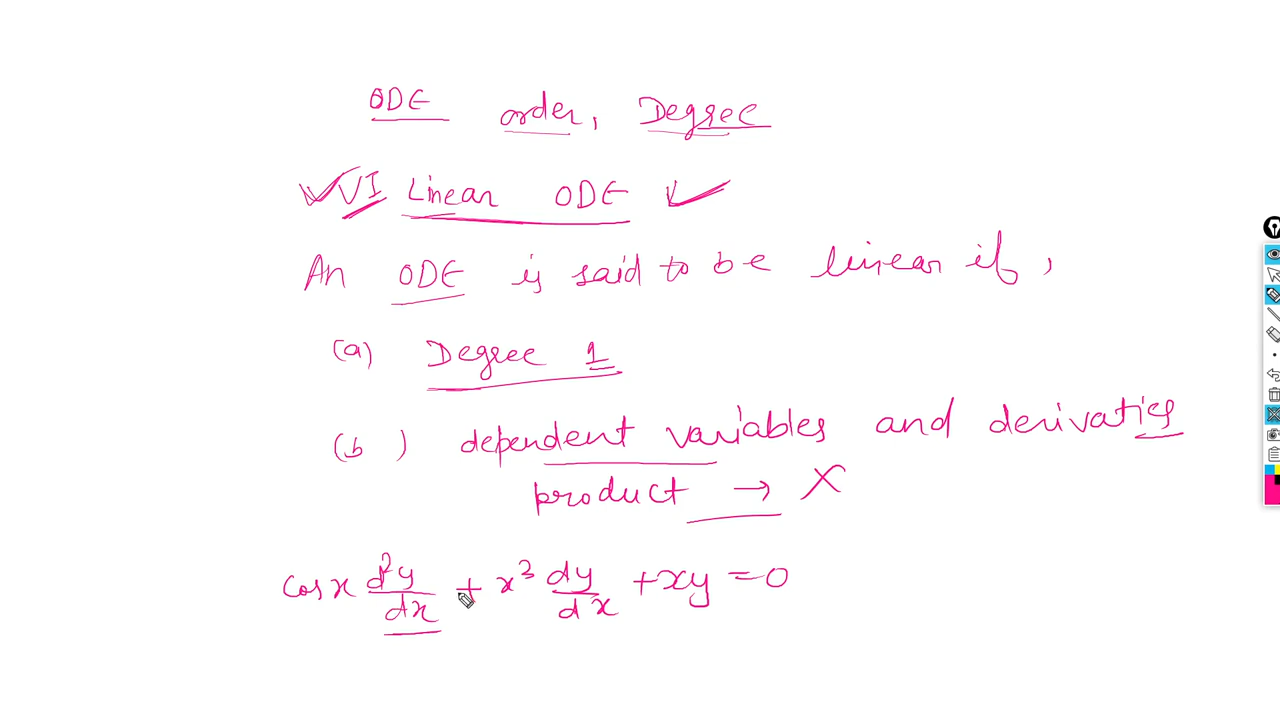 ODE order, Degree
VI Linear ODE
An ODE is said to be linear if,
(a) Degree 1
(b) dependent variables and derivaties
product → X
cos x d²y/dx + x² dy/dx + xy = 0